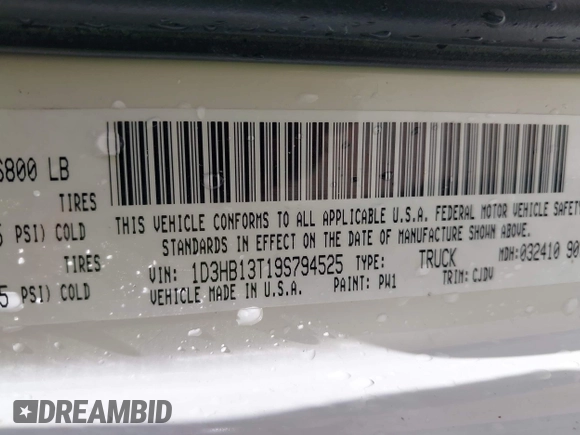 6800 LB
TIRES
PSI) COLD
5 PSI) COLD
THIS VEHICLE CONFORMS TO ALL APPLICABLE U.S.A. FEDERAL MOTOR VEHICLE SAFETY
STANDARDS IN EFFECT ON THE DATE OF MANUFACTURE SHOWN ABOVE.
VIN: 1D3HB13T19S794525 TYPE: TRUCK MDH:032410 90
VEHICLE MADE IN U.S.A. PAINT: PW1 TRIM: CJDV
TIRES
DREAMBID